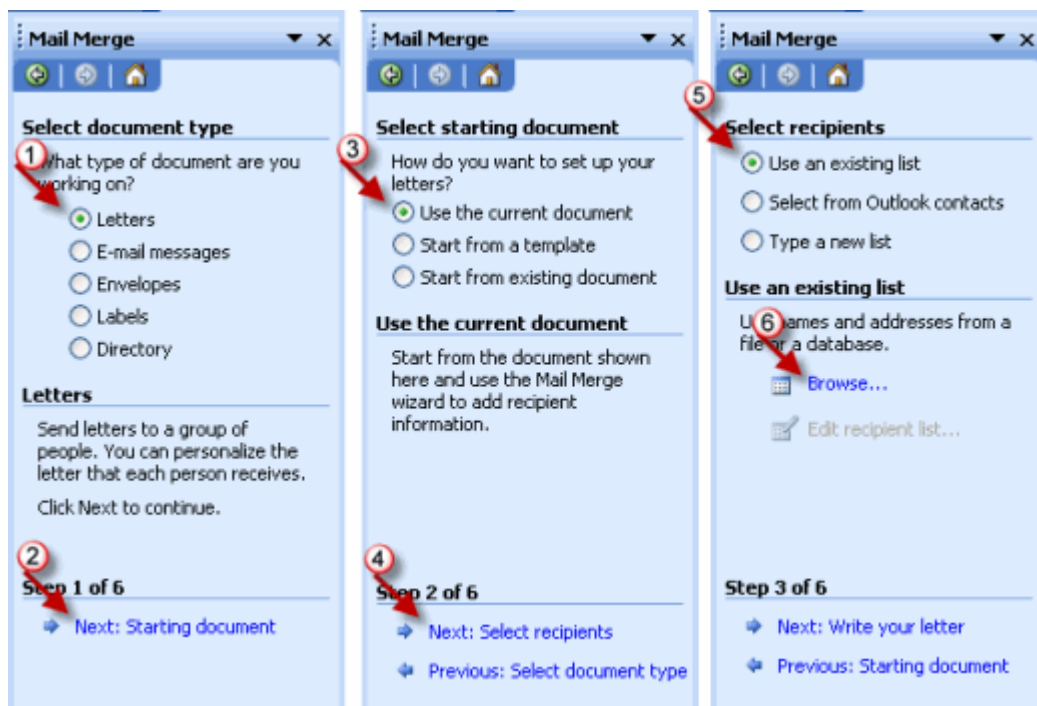 Mail Merge
Select document type
1
What type of document are you
working on?
Letters
E-mail messages
Envelopes
Labels
Directory
Letters
Send letters to a group of
people. You can personalize the
letter that each person receives.
Click Next to continue.
2
Step 1 of 6
Next: Starting document
Mail Merge
Select starting document
3
How do you want to set up your
letters?
Use the current document
Start from a template
Start from existing document
Use the current document
Start from the document shown
here and use the Mail Merge
wizard to add recipient
information.
4
Step 2 of 6
Next: Select recipients
Previous: Select document type
Mail Merge
5
Select recipients
Use an existing list
Select from Outlook contacts
Type a new list
Use an existing list
6
names and addresses from a
file or a database.
Browse...
Edit recipient list...
Step 3 of 6
Next: Write your letter
Previous: Starting document